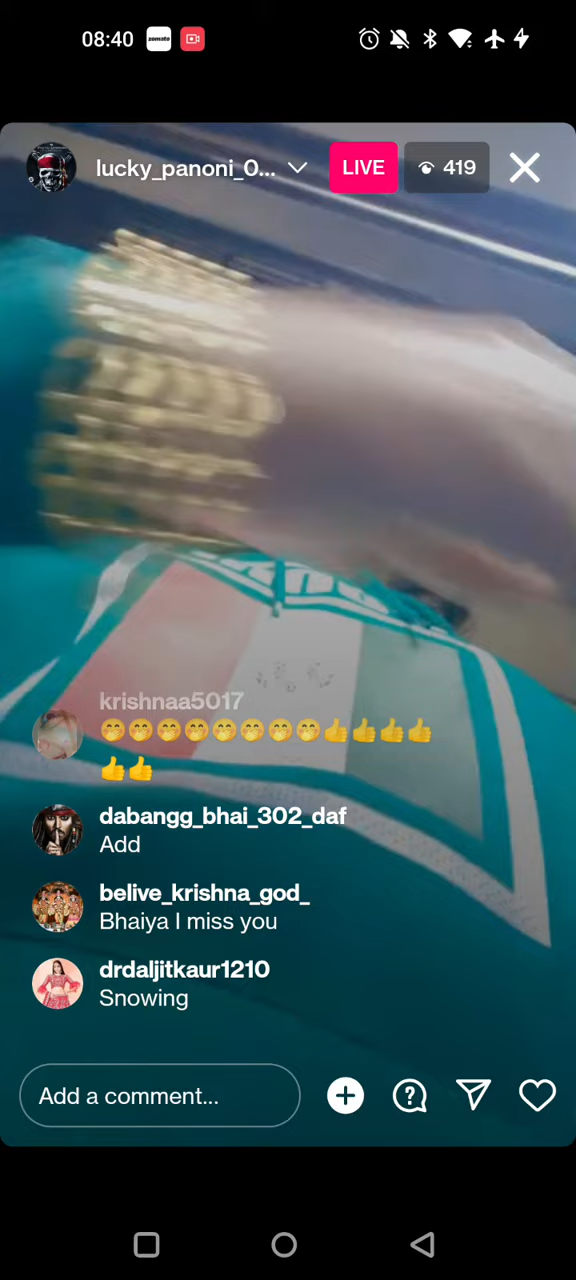 08:40
zomato
lucky_panoni_0...
LIVE
419
krishnaa5017
🤭🤭🤭🤭🤭🤭🤭🤭👍👍👍👍
👍👍
dabangg_bhai_302_daf
Add
belive_krishna_god_
Bhaiya I miss you
drdaljitkaur1210
Snowing
Add a comment...